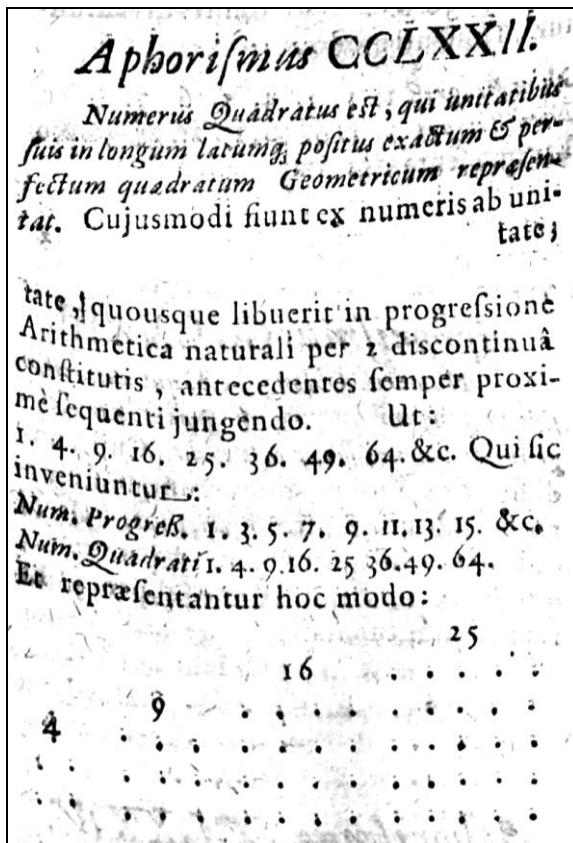 Aphoriſmus CCLXXII.
Numerus Quadratus eſt, qui unitatibus
ſuis in longum latumq; poſitus exactum & per-
fectum quadratum Geometricum repræſen-
tat. Cujusmodi fiunt ex numeris ab uni-
tate;
tate, quousque libuerit in progreſsione
Arithmetica naturali per 2 discontinuâ
conſtitutis, antecedentes ſemper proxi-
mè ſequenti jungendo. Ut:
1. 4. 9. 16. 25. 36. 49. 64. &c. Qui ſic
inveniuntur:
Num. Progreß. 1. 3. 5. 7. 9. 11. 13. 15. &c.
Num. Quadrati 1. 4. 9. 16. 25 36. 49. 64.
Et repræſentantur hoc modo:
25
16
9
4